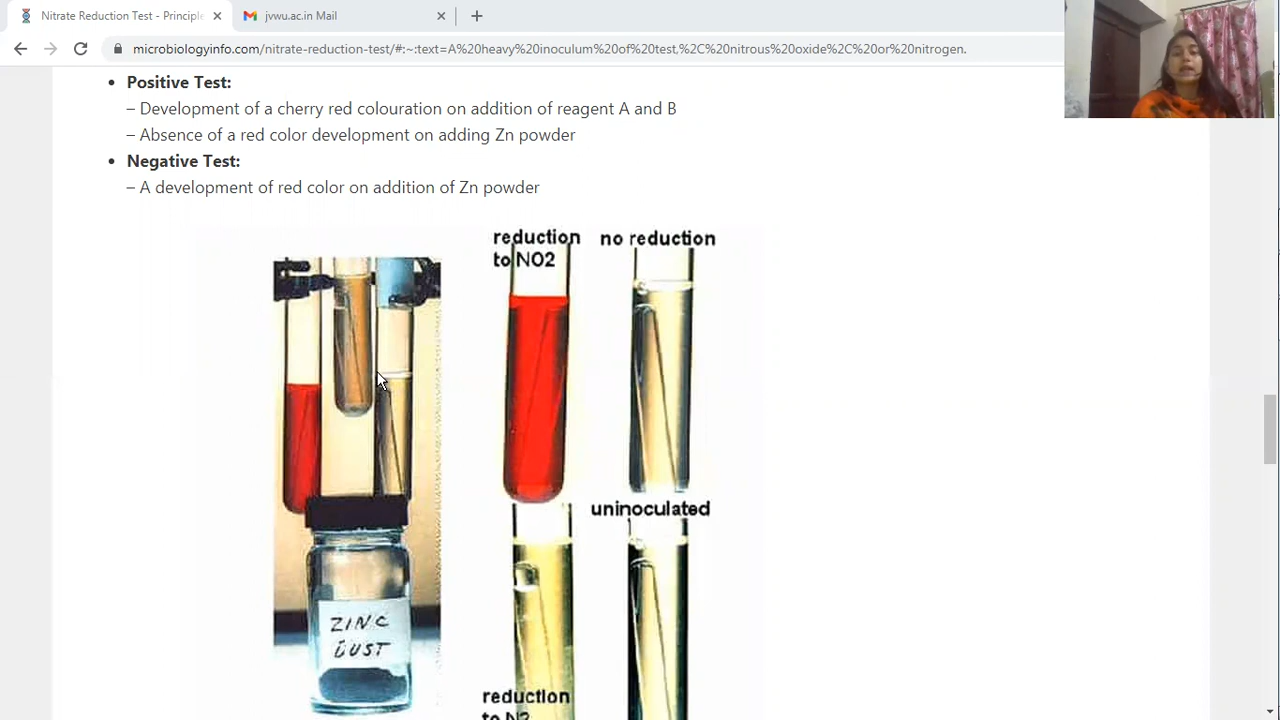 Nitrate Reduction Test - Principle
jvwu.ac.in Mail
microbiologyinfo.com/nitrate-reduction-test/#:~:text=A%20heavy%20inoculum%20of%20test,%2C%20nitrous%20oxide%2C%20or%20nitrogen.
• Positive Test:
– Development of a cherry red colouration on addition of reagent A and B
– Absence of a red color development on adding Zn powder
• Negative Test:
– A development of red color on addition of Zn powder
reduction
to NO2
no reduction
uninoculated
ZINC
DUST
reduction
to N2